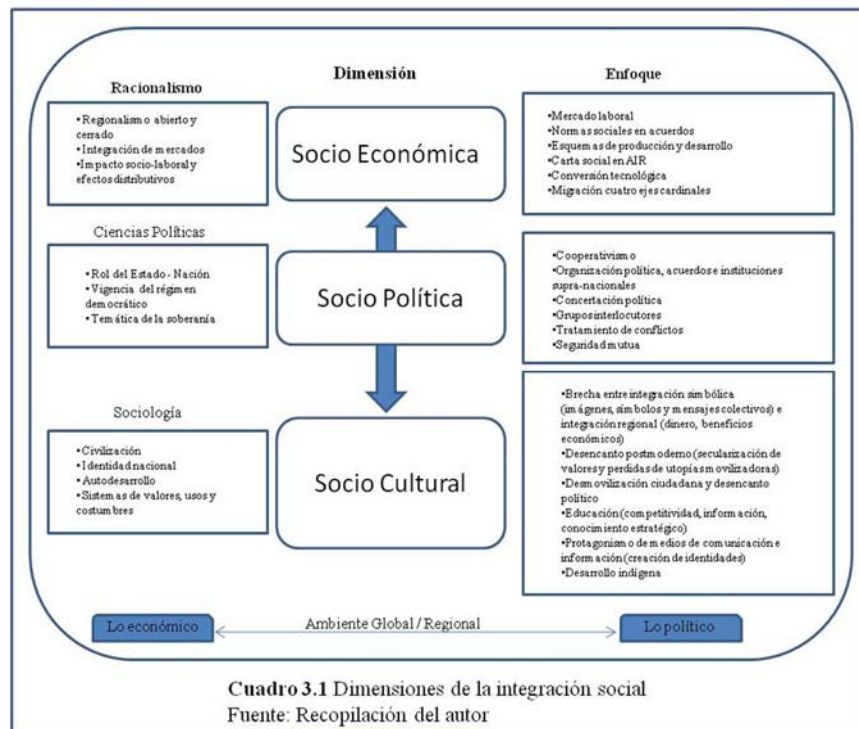 Dimensión
Racionalismo
Enfoque
•Regionalismo abierto y
cerrado
•Integración de mercados
•Impacto socio-laboral y
efectos distributivos
Socio Económica
•Mercado laboral
•Normas sociales en acuerdos
•Esquemas de producción y desarrollo
•Carta social en AIR
•Conversión tecnológica
•Migración cuatro ejes cardinales
Ciencias Políticas
• Rol del Estado - Nación
• Vigencia del régimen
democrático
• Temática de la soberanía
Socio Política
•Cooperativismo
•Organización política, acuerdos e instituciones
supra-nacionales
•Concertación política
•Grupos interlocutores
•Tratamiento de conflictos
•Seguridad mutua
Sociología
•Civilización
•Identidad nacional
•Autodesarrollo
•Sistemas de valores, usos y
costumbres
Socio Cultural
•Brecha entre integración simbólica
(imágenes, símbolos y mensajes colectivos) e
integración regional (dinero, beneficios
económicos)
•Desencanto postmoderno (secularización de
valores y perdidas de utopías movilizadoras)
•Desmovilización ciudadana y desencanto
político
•Educación (competitividad, información,
conocimiento estratégico)
•Protagonismo de medios de comunicación e
información (creación de identidades)
•Desarrollo indígena
Lo económico
Ambiente Global / Regional
Lo político
Cuadro 3.1 Dimensiones de la integración social
Fuente: Recopilación del autor